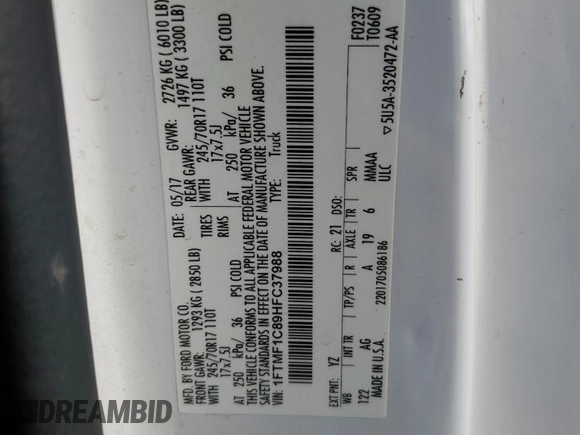 MFD. BY FORD MOTOR CO.
DATE: 05/17 GVWR: 2726 KG ( 6010 LB)
FRONT GAWR: 1293 KG ( 2850 LB) REAR GAWR: 1497 KG ( 3300 LB)
WITH 245/70R17 110T TIRES WITH 245/70R17 110T
17x7.5J RIMS 17x7.5J
AT 250 kPa/ 36 PSI COLD AT 250 kPa/ 36 PSI COLD
THIS VEHICLE CONFORMS TO ALL APPLICABLE FEDERAL MOTOR VEHICLE
SAFETY STANDARDS IN EFFECT ON THE DATE OF MANUFACTURE SHOWN ABOVE.
VIN: 1FTMF1C89HFC37988 TYPE: Truck
F0237
T0609
EXT PNT: YZ RC: 21 DSO:
WB INT TR TP/PS R AXLE TR SPR
122 AG A 19 6 MMAAA
ULC
MADE IN U.S.A. 2201705086186
▽5U5A-3520472-AA
DREAMBID